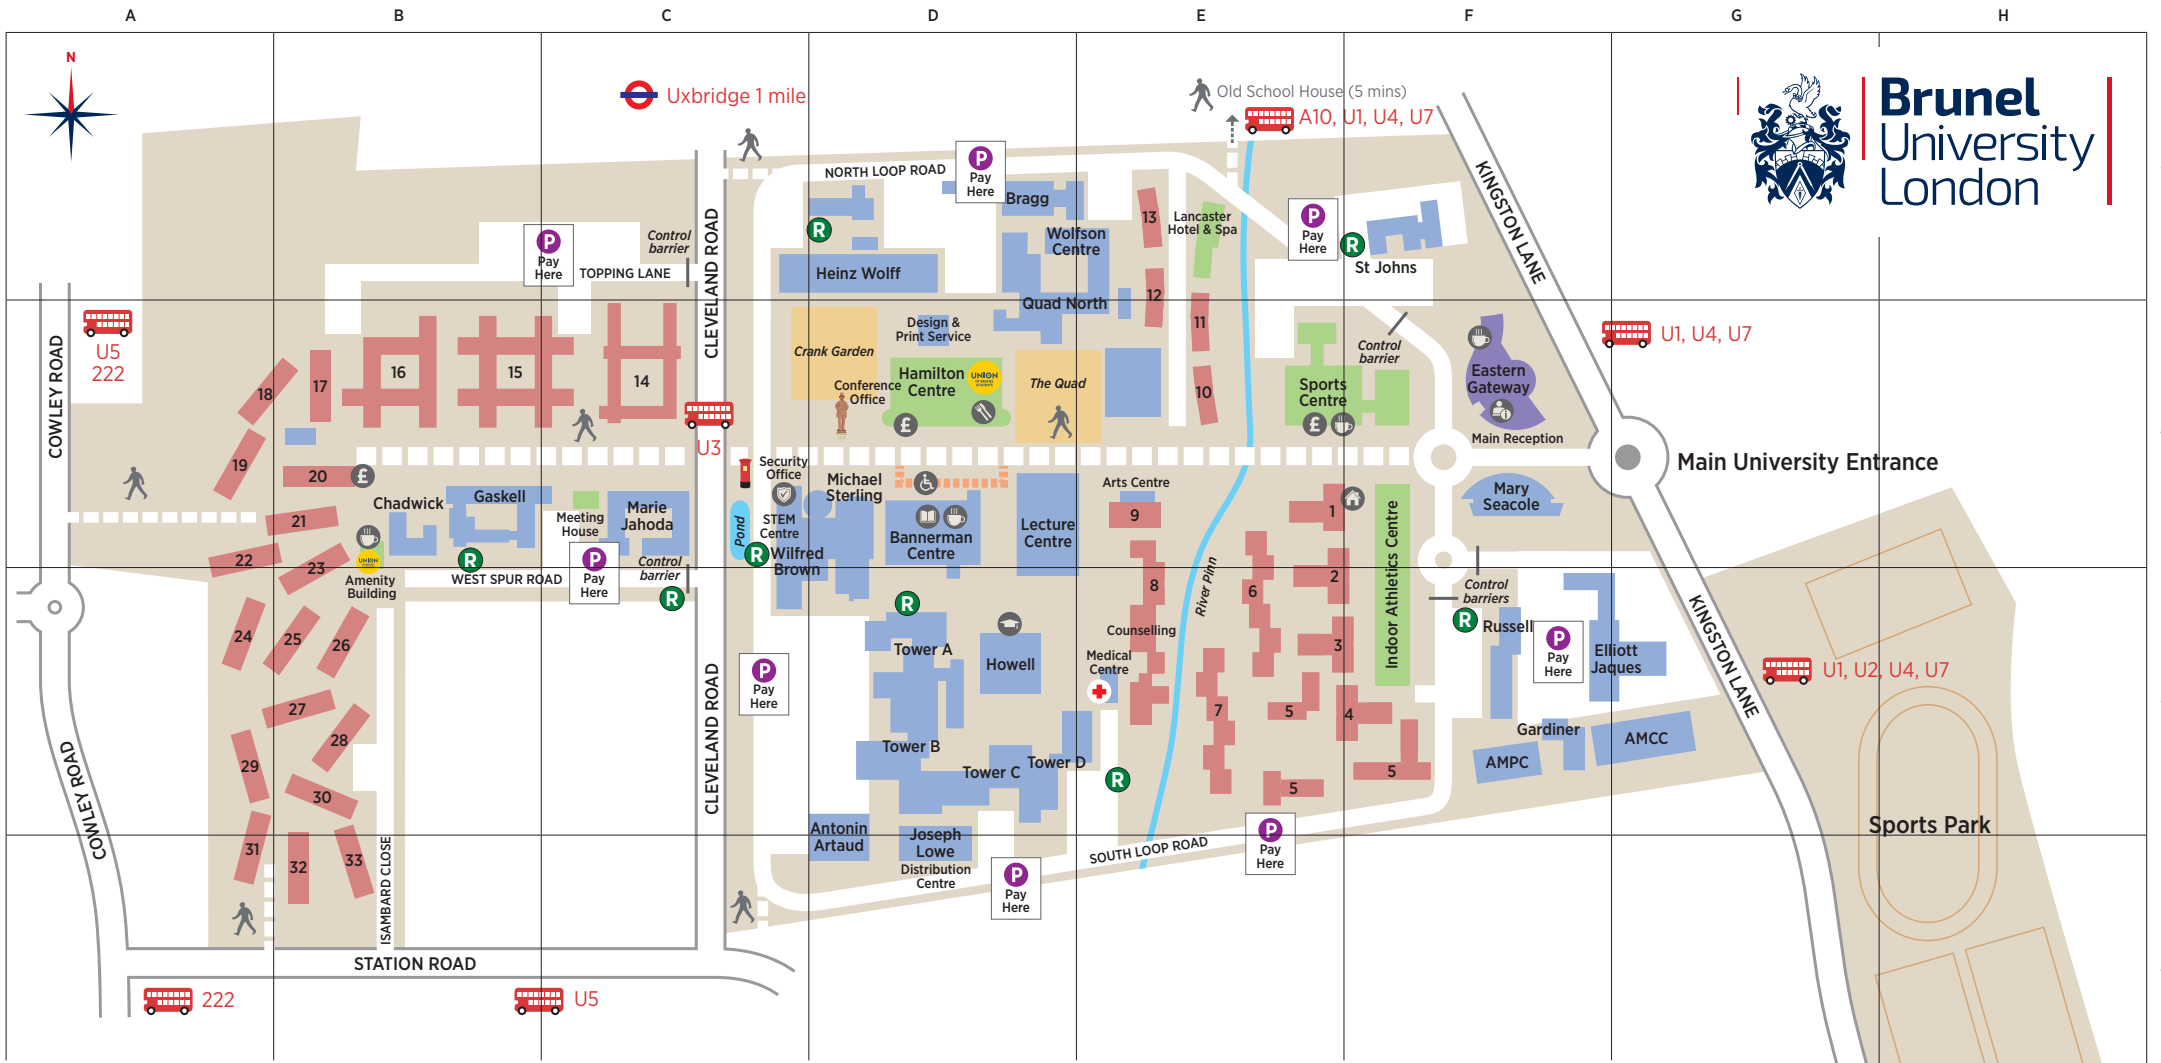 A
B
C
D
E
F
G
H
N
Uxbridge 1 mile
Old School House (5 mins)
A10, U1, U4, U7
Brunel
University
London
NORTH LOOP ROAD
P
Pay
Here
Bragg
KINGSTON LANE
13
Lancaster
Hotel & Spa
P
Pay
Here
R
St Johns
R
Wolfson
Centre
Control
barrier
P
Pay
Here
TOPPING LANE
CLEVELAND ROAD
Heinz Wolff
12
Quad North
U5
222
COWLEY ROAD
11
Design &
Print Service
Crank Garden
Control
barrier
U1, U4, U7
18
17
16
15
14
Hamilton
Centre
UNION
Conference
Office
The Quad
10
Sports
Centre
£
£
Eastern
Gateway
Main Reception
U3
Main University Entrance
19
20
£
Security
Office
Michael
Sterling
Arts Centre
Chadwick
Gaskell
Marie
Jahoda
Meeting
House
Pond
STEM
Centre
9
1
Mary
Seacole
21
22
23
UNION
Amenity
Building
R
WEST SPUR ROAD
P
Pay
Here
Control
barrier
R
R
Wilfred
Brown
Bannerman
Centre
Lecture
Centre
8
River Pinn
6
2
Indoor Athletics Centre
Control
barriers
R
Russell
P
Pay
Here
Elliott
Jaques
KINGSTON LANE
24
25
26
R
Tower A
Howell
Counselling
Medical
Centre
3
U1, U2, U4, U7
P
Pay
Here
CLEVELAND ROAD
27
28
7
5
4
Gardiner
AMCC
AMPC
COWLEY ROAD
29
30
Tower B
Tower C
Tower D
R
5
5
Sports Park
31
32
33
ISAMBARD CLOSE
Antonin
Artaud
Joseph
Lowe
Distribution
Centre
P
Pay
Here
SOUTH LOOP ROAD
P
Pay
Here
STATION ROAD
222
U5